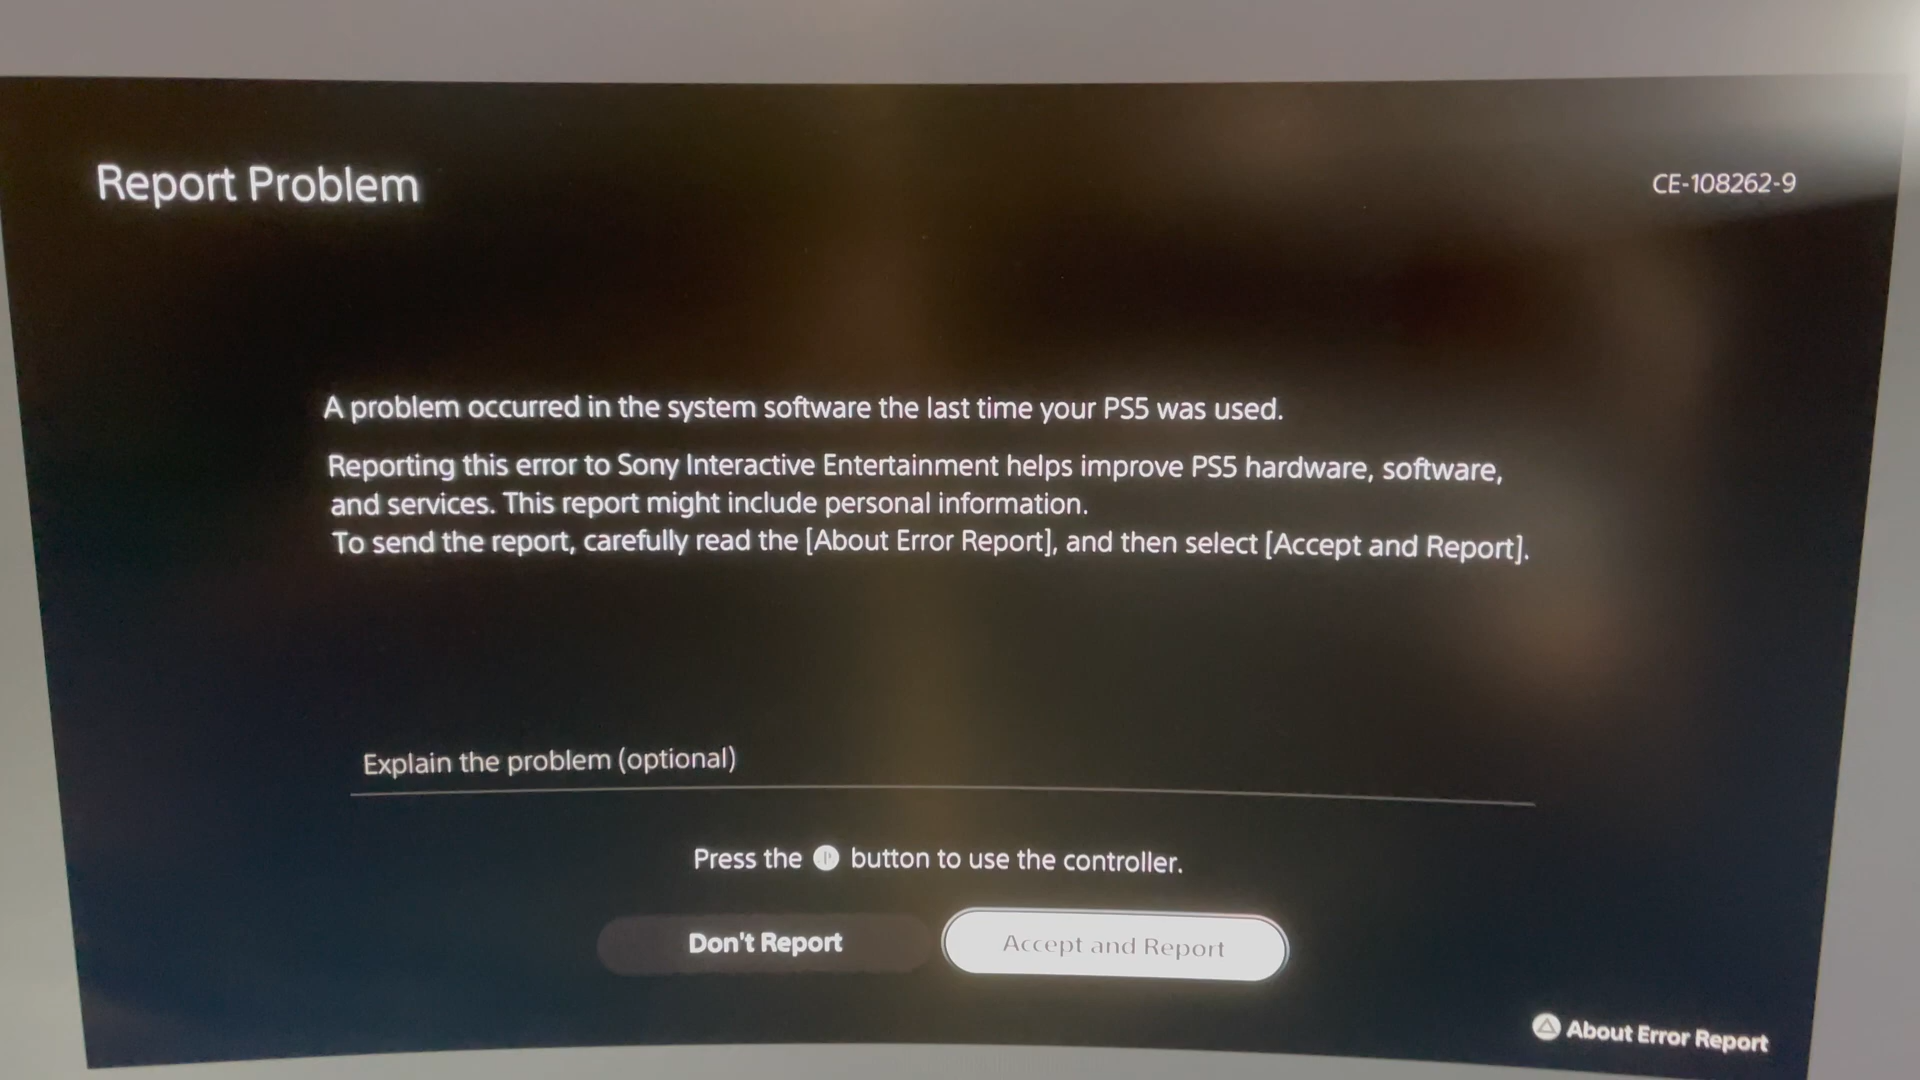 Report Problem
CE-108262-9
A problem occurred in the system software the last time your PS5 was used.
Reporting this error to Sony Interactive Entertainment helps improve PS5 hardware, software,
and services. This report might include personal information.
To send the report, carefully read the [About Error Report], and then select [Accept and Report].
Explain the problem (optional)
Press the button to use the controller.
Don't Report
Accept and Report
About Error Report